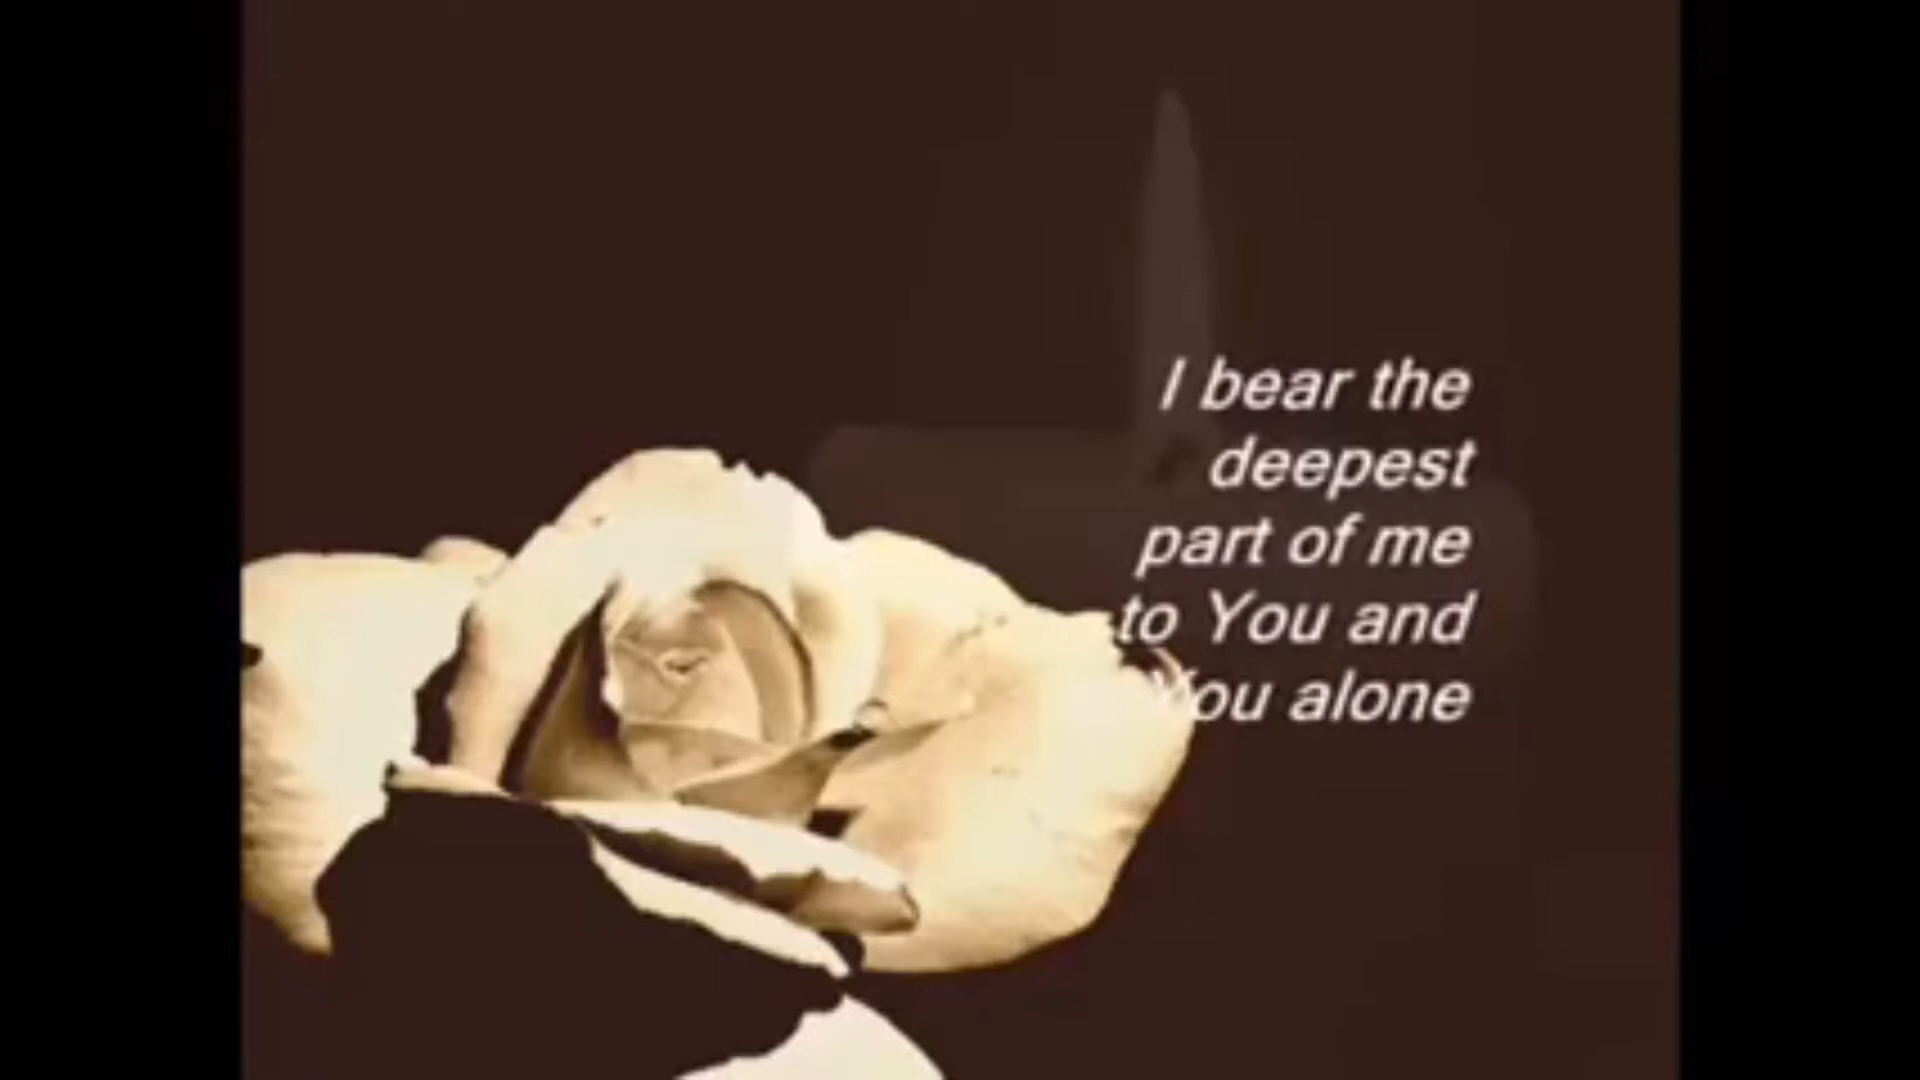 I bear the
deepest
part of me
to You and
You alone